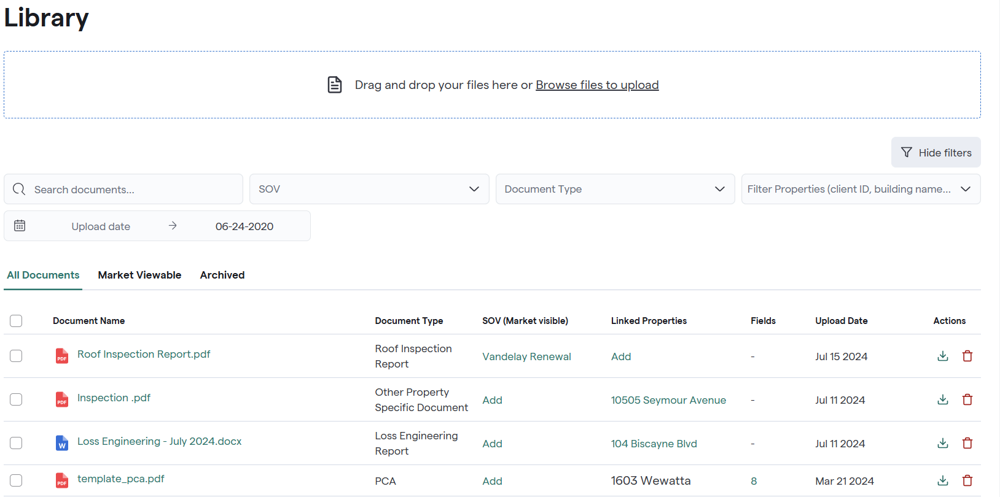 Library
Drag and drop your files here or Browse files to upload
Hide filters
Search documents...
SOV
Document Type
Filter Properties (client ID, building name...
Upload date
06-24-2020
All Documents Market Viewable Archived
Document Name Document Type SOV (Market visible) Linked Properties Fields Upload Date Actions
PDF Roof Inspection Report.pdf Roof Inspection Vandelay Renewal Add - Jul 15 2024
Report
PDF Inspection .pdf Other Property Add 10505 Seymour Avenue - Jul 11 2024
Specific Document
W Loss Engineering - July 2024.docx Loss Engineering Add 104 Biscayne Blvd - Jul 11 2024
Report
PDF template_pca.pdf PCA Add 1603 Wewatta 8 Mar 21 2024